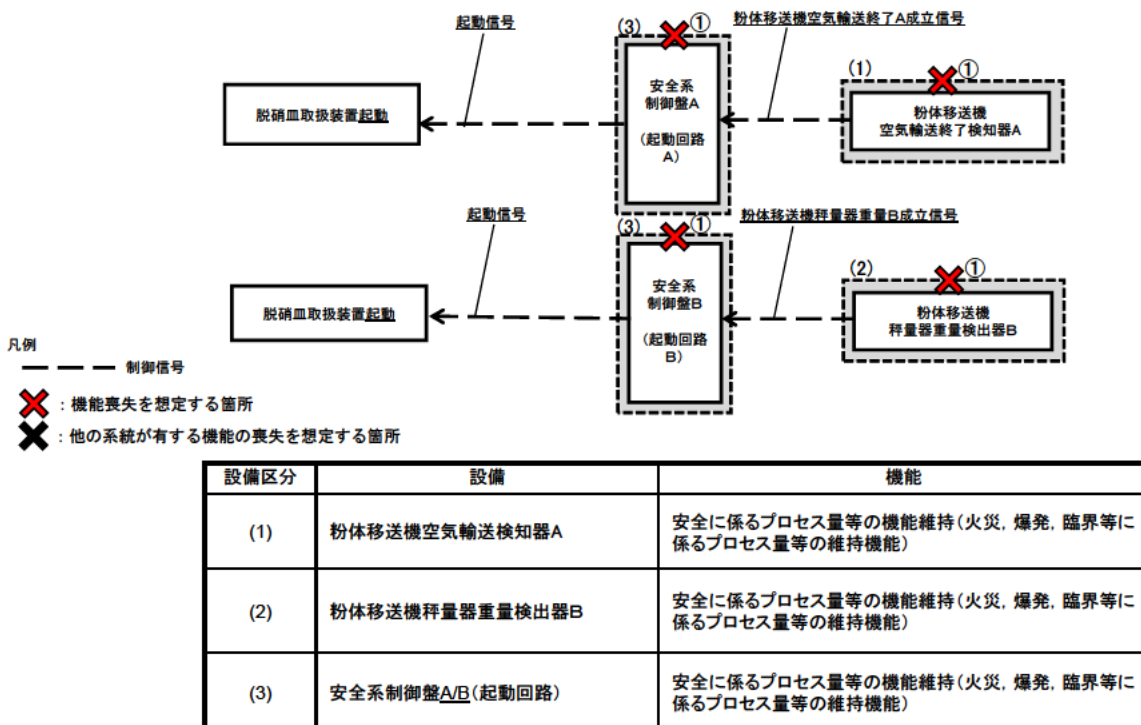 起動信号
(3)
①
粉体移送機空気輸送終了A成立信号
(1)
①
脱硝皿取扱装置起動
安全系
制御盤A
(起動回路
A)
粉体移送機
空気輸送終了検知器A
起動信号
(3)
①
粉体移送機秤量器重量B成立信号
(2)
①
脱硝皿取扱装置起動
安全系
制御盤B
(起動回路
B)
粉体移送機
秤量器重量検出器B
凡例
制御信号
:機能喪失を想定する箇所
:他の系統が有する機能の喪失を想定する箇所
設備区分 設備 機能
(1) 粉体移送機空気輸送検知器A 安全に係るプロセス量等の機能維持(火災, 爆発, 臨界等に
係るプロセス量等の維持機能)
(2) 粉体移送機秤量器重量検出器B 安全に係るプロセス量等の機能維持(火災, 爆発, 臨界等に
係るプロセス量等の維持機能)
(3) 安全系制御盤A/B(起動回路) 安全に係るプロセス量等の機能維持(火災, 爆発, 臨界等に
係るプロセス量等の維持機能)